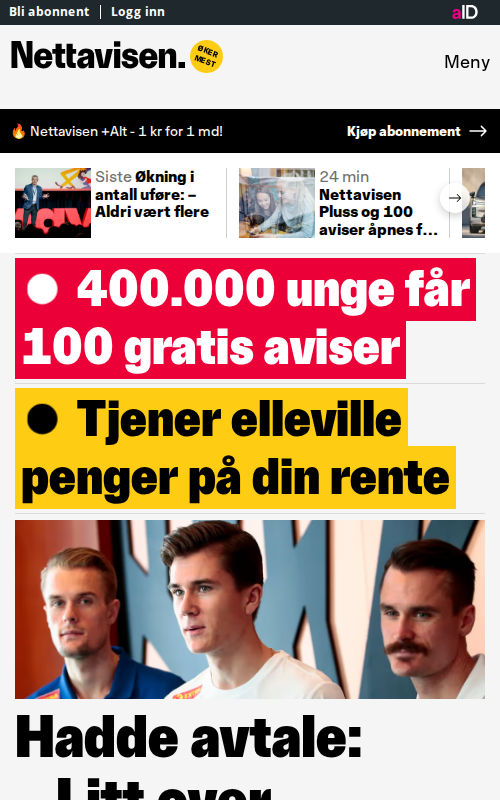 Bli abonnent
Logg inn
aID
Nettavisen.
ØKER
MEST
Meny
🔥 Nettavisen +Alt - 1 kr for 1 md!
Kjøp abonnement
Siste Økning i
antall uføre: –
Aldri vært flere
24 min
Nettavisen
Pluss og 100
aviser åpnes f...
400.000 unge får
100 gratis aviser
Tjener elleville
penger på din rente
Hadde avtale:
– Litt over